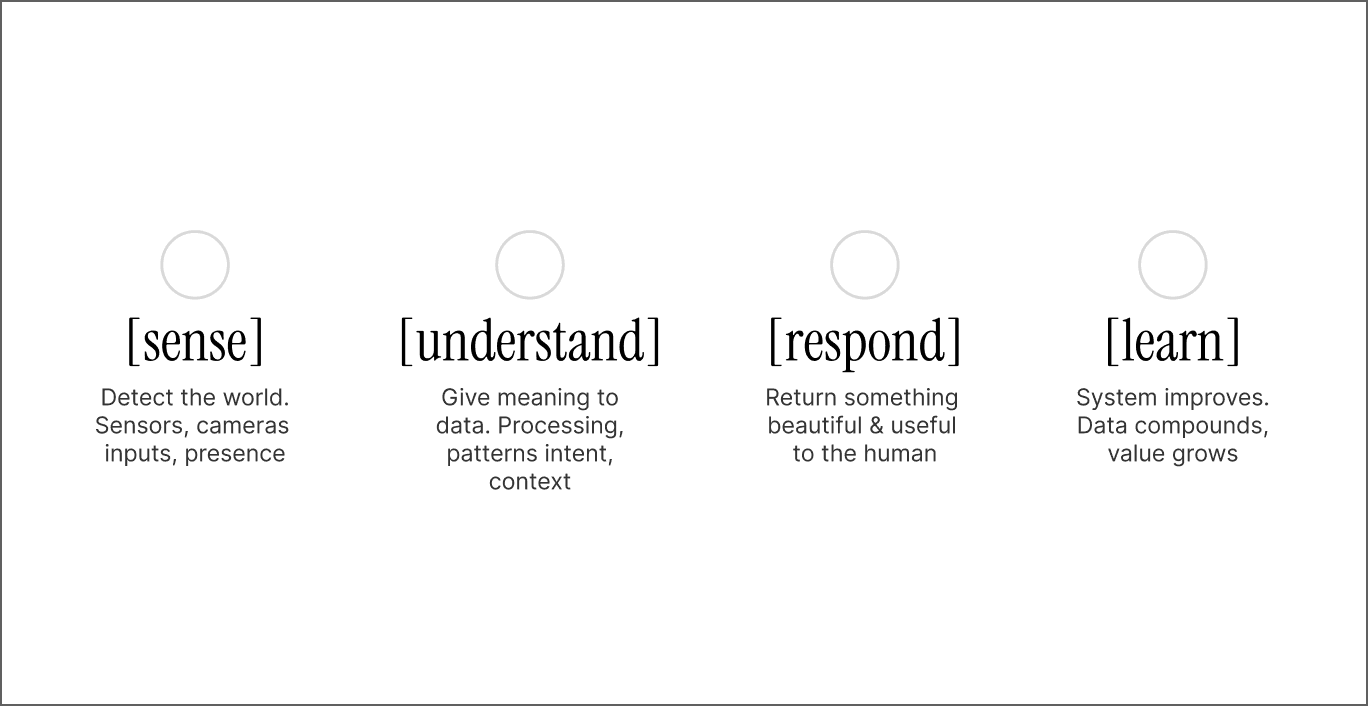 [sense]
Detect the world.
Sensors, cameras
inputs, presence
[understand]
Give meaning to
data. Processing,
patterns intent,
context
[respond]
Return something
beautiful & useful
to the human
[learn]
System improves.
Data compounds,
value grows